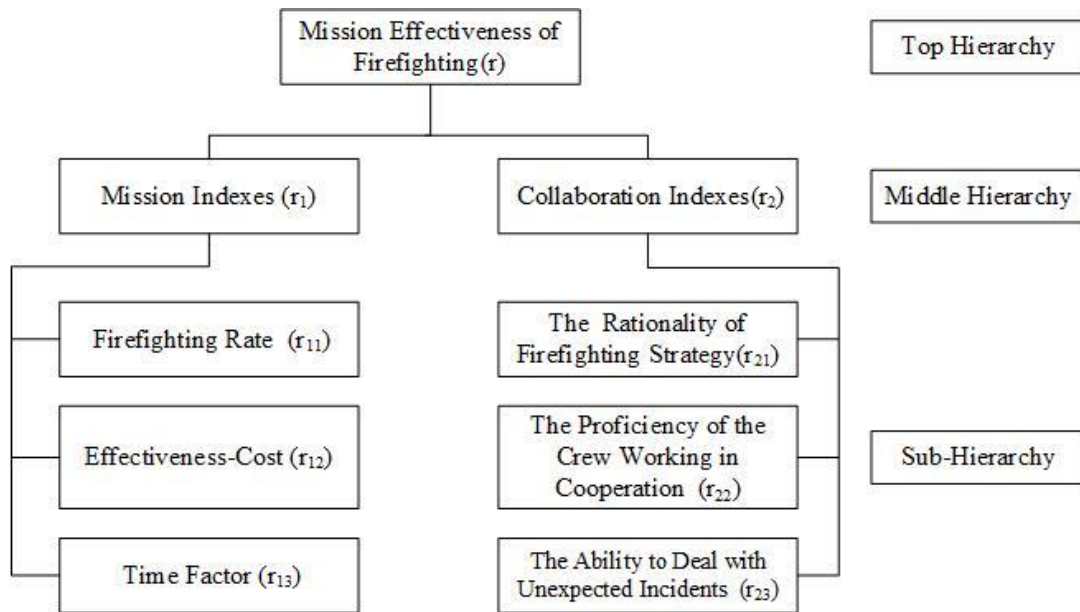 Mission Effectiveness of
Firefighting(r)
Top Hierarchy
Mission Indexes (r₁)
Collaboration Indexes(r₂)
Middle Hierarchy
Firefighting Rate (r₁₁)
The Rationality of
Firefighting Strategy(r₂₁)
Effectiveness-Cost (r₁₂)
The Proficiency of the
Crew Working in
Cooperation (r₂₂)
Sub-Hierarchy
Time Factor (r₁₃)
The Ability to Deal with
Unexpected Incidents (r₂₃)